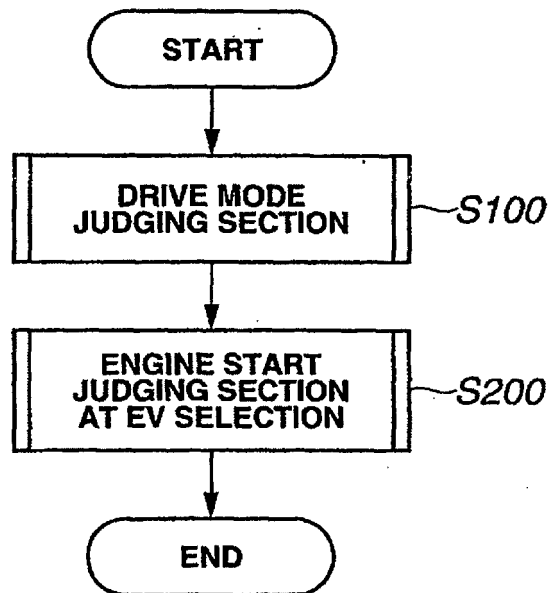 START
DRIVE MODE
JUDGING SECTION
S100
ENGINE START
JUDGING SECTION
AT EV SELECTION
S200
END